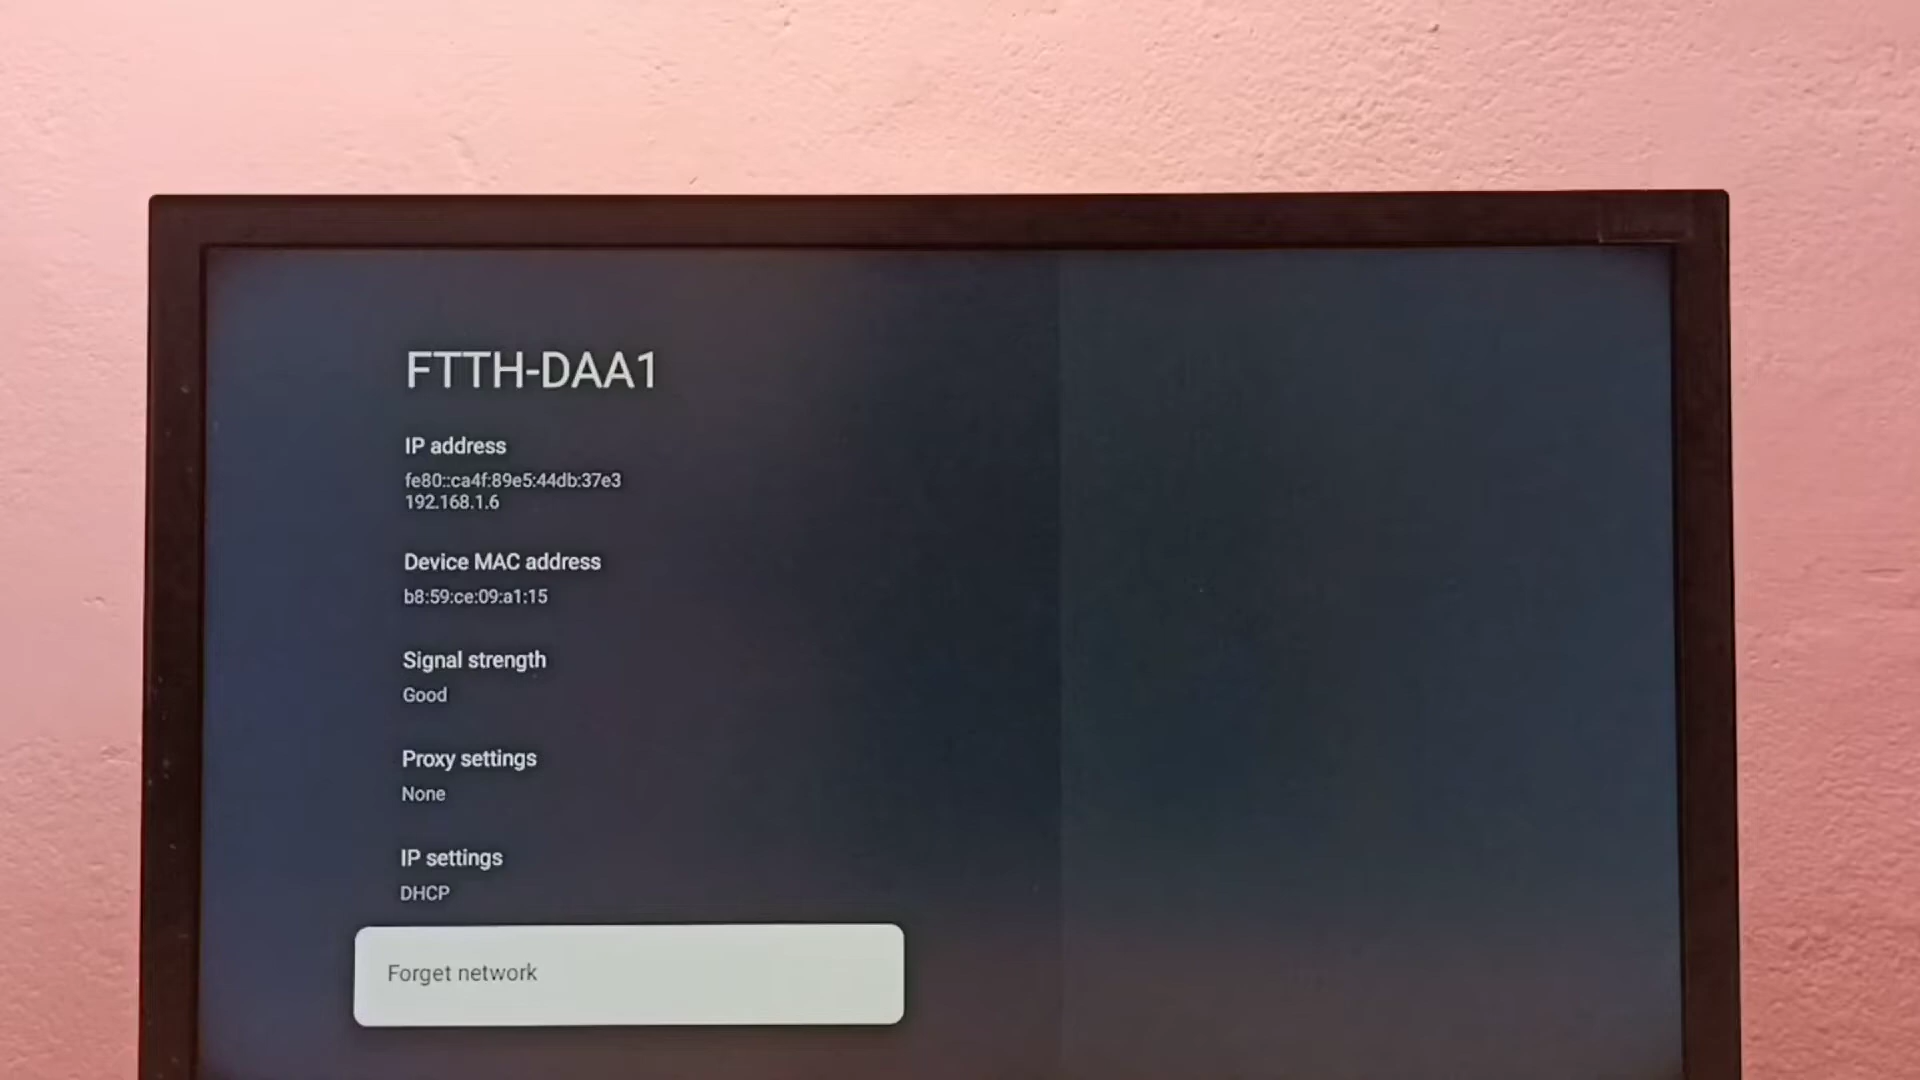 FTTH-DAA1
IP address
fe80::ca4f:89e5:44db:37e3
192.168.1.6
Device MAC address
b8:59:ce:09:a1:15
Signal strength
Good
Proxy settings
None
IP settings
DHCP
Forget network